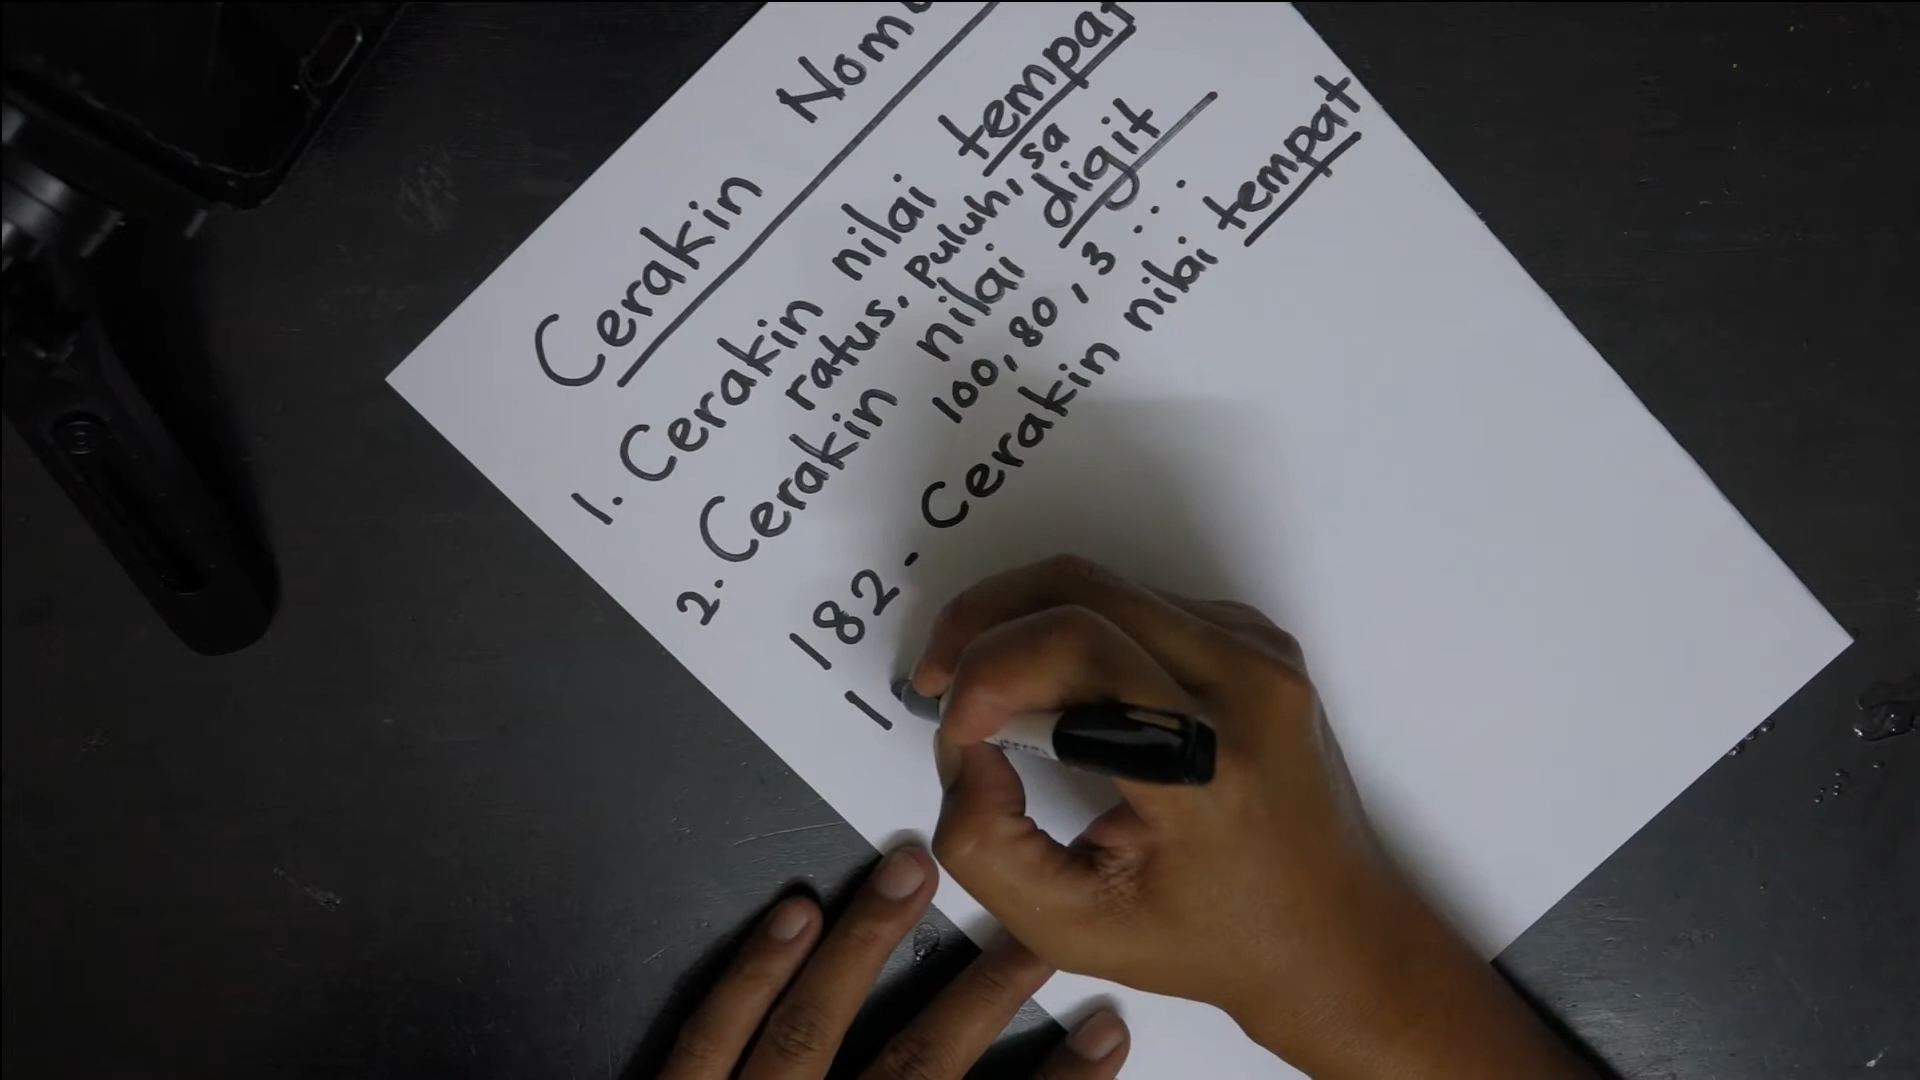 Cerakin
1. Cerakin nilai tempat
ratus, puluh, sa
2. Cerakin nilai digit
100, 80, 3 ...
182 - Cerakin nilai tempat
1